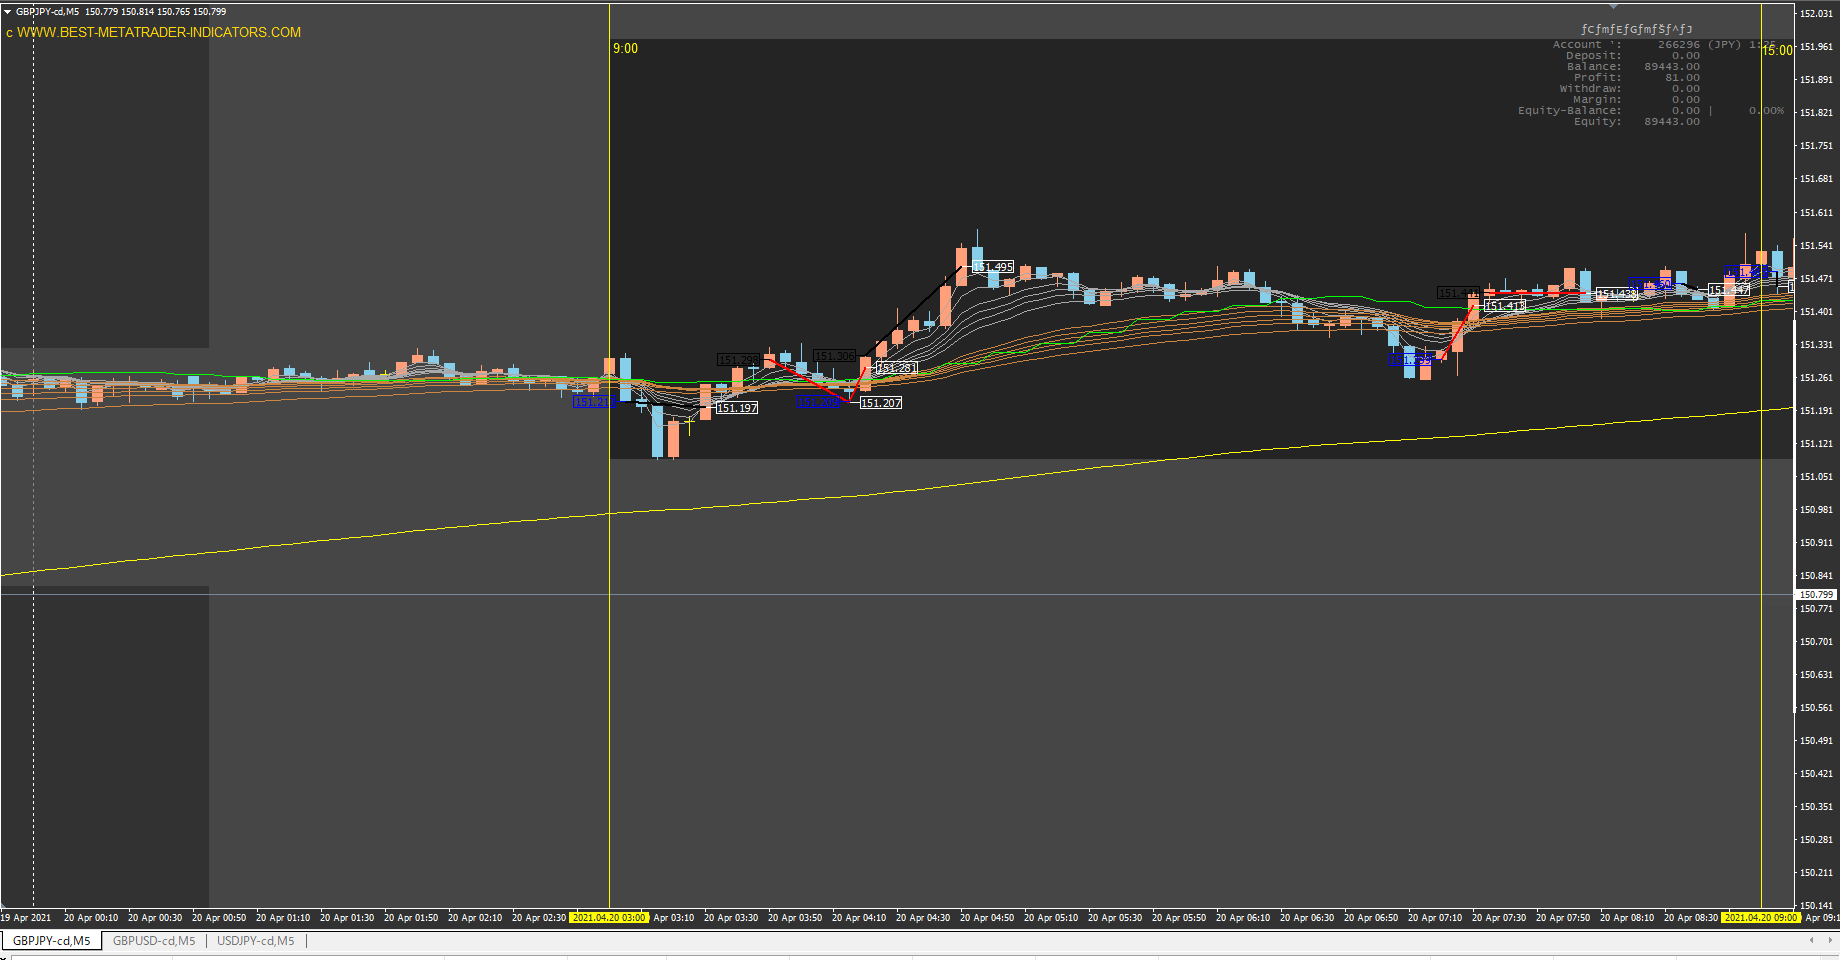 GBPJPY-cd,M5 150.779 150.814 150.765 150.799
c WWW.BEST-METATRADER-INDICATORS.COM
9:00
15:00
ƒCƒmƒEƒGƒmƒŠƒ^ƒJ
Account : 266296 (JPY)
Deposit: 0.00
Balance: 89443.00
Profit: 81.00
Withdraw: 0.00
Margin: 0.00
Equity-Balance: 0.00 | 0.00%
Equity: 89443.00
152.031
151.961
151.891
151.821
151.751
151.681
151.611
151.541
151.471
151.401
151.331
151.261
151.191
151.121
151.051
150.981
150.911
150.841
150.799
150.771
150.701
150.631
150.561
150.491
150.421
150.351
150.281
150.211
150.141
151.197
151.306
151.281
151.207
151.495
151.413
151.438
151.447
19 Apr 2021
20 Apr 00:10
20 Apr 00:30
20 Apr 00:50
20 Apr 01:10
20 Apr 01:30
20 Apr 01:50
20 Apr 02:10
20 Apr 02:30
2021.04.20 03:00
Apr 03:10
20 Apr 03:30
20 Apr 03:50
20 Apr 04:10
20 Apr 04:30
20 Apr 04:50
20 Apr 05:10
20 Apr 05:30
20 Apr 05:50
20 Apr 06:10
20 Apr 06:30
20 Apr 06:50
20 Apr 07:10
20 Apr 07:30
20 Apr 07:50
20 Apr 08:10
20 Apr 08:30
2021.04.20 09:00
Apr
GBPJPY-cd,M5
GBPUSD-cd,M5
USDJPY-cd,M5